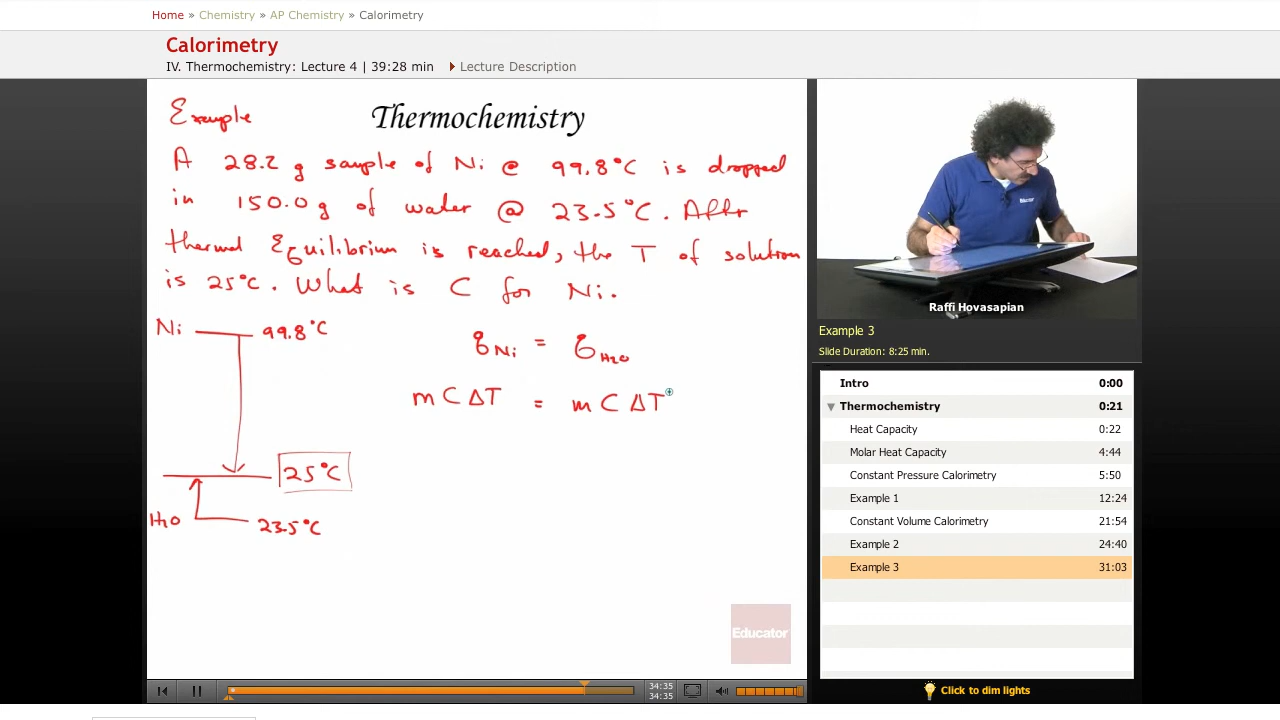 Home » Chemistry » AP Chemistry » Calorimetry
Calorimetry
IV. Thermochemistry: Lecture 4 | 39:28 min Lecture Description
Example
Thermochemistry
A 28.2 g sample of Ni @ 99.8°C is dropped
in 150.0 g of water @ 23.5°C. After
thermal Equilibrium is reached, the T of solution
is 25°C. What is C for Ni.
Ni 99.8°C
q Ni = q H2O
m C ΔT = m C ΔT
25°C
H2O 23.5°C
Educator
34:35
34:35
Educator
Raffi Hovasapian
Example 3
Slide Duration: 8:25 min.
Intro 0:00
Thermochemistry 0:21
Heat Capacity 0:22
Molar Heat Capacity 4:44
Constant Pressure Calorimetry 5:50
Example 1 12:24
Constant Volume Calorimetry 21:54
Example 2 24:40
Example 3 31:03
Click to dim lights